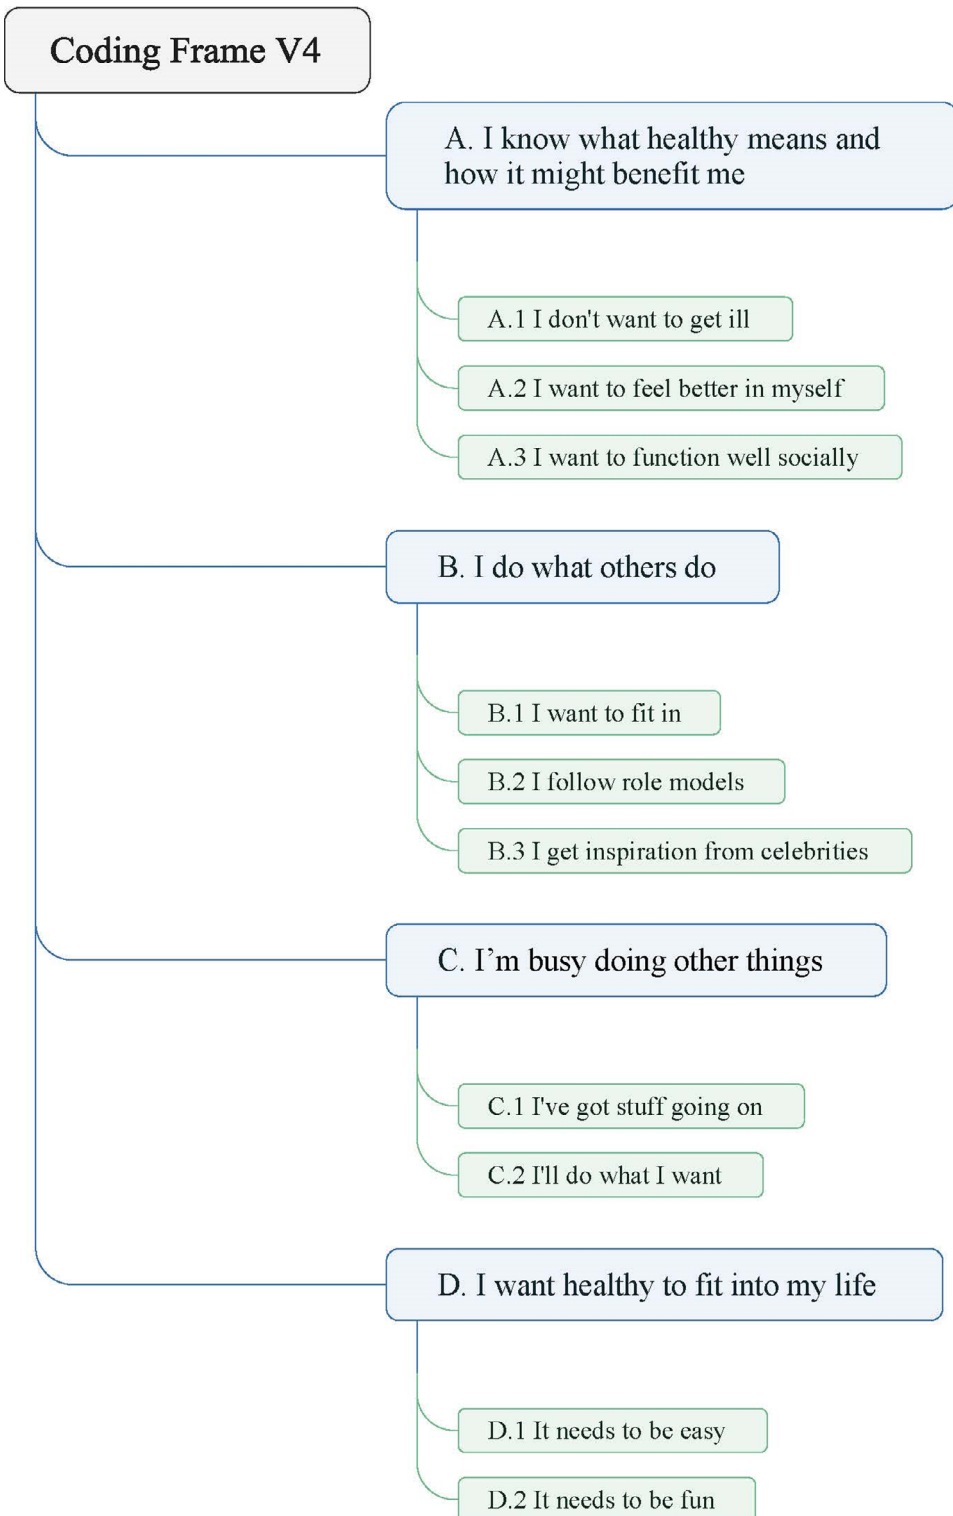 Coding Frame V4
A. I know what healthy means and
how it might benefit me
A.1 I don't want to get ill
A.2 I want to feel better in myself
A.3 I want to function well socially
B. I do what others do
B.1 I want to fit in
B.2 I follow role models
B.3 I get inspiration from celebrities
C. I’m busy doing other things
C.1 I've got stuff going on
C.2 I'll do what I want
D. I want healthy to fit into my life
D.1 It needs to be easy
D.2 It needs to be fun